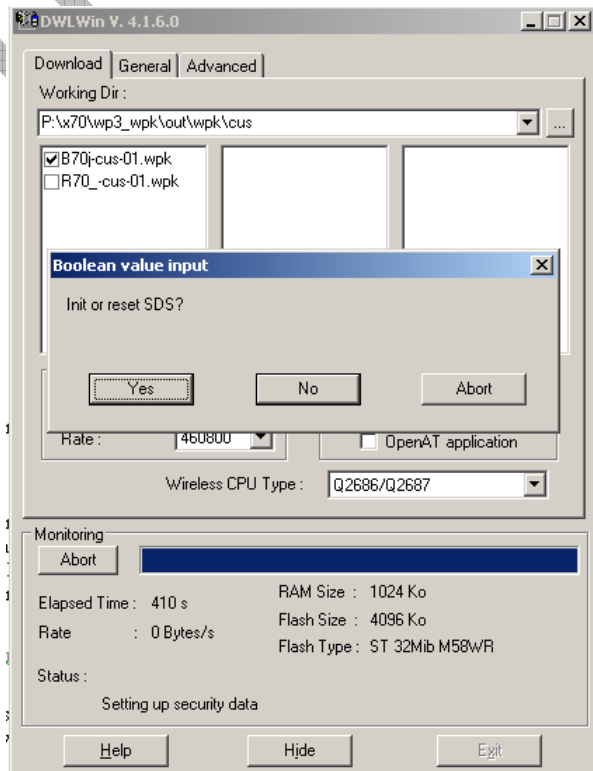 DWLWin V. 4.1.6.0
Download General Advanced
Working Dir :
P:\x70\wp3_wpk\out\wpk\cus ...
B70j-cus-01.wpk
R70_-cus-01.wpk
Boolean value input
Init or reset SDS?
Yes No Abort
Rate : 460800 OpenAT application
Wireless CPU Type : Q2686/Q2687
Monitoring
Abort
Elapsed Time : 410 s
Rate : 0 Bytes/s
RAM Size : 1024 Ko
Flash Size : 4096 Ko
Flash Type : ST 32Mib M58WR
Status :
Setting up security data
Help Hide Exit